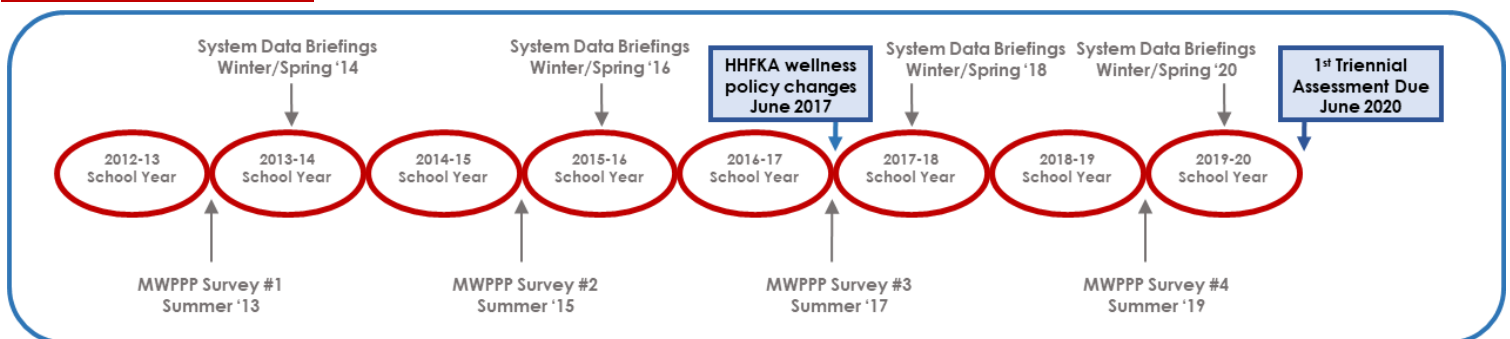 System Data Briefings
Winter/Spring ‘14
System Data Briefings
Winter/Spring ‘16
HHFKA wellness
policy changes
June 2017
System Data Briefings
Winter/Spring ‘18
System Data Briefings
Winter/Spring ‘20
1st Triennial
Assessment Due
June 2020
2012-13
School Year
2013-14
School Year
2014-15
School Year
2015-16
School Year
2016-17
School Year
2017-18
School Year
2018-19
School Year
2019-20
School Year
MWPPP Survey #1
Summer ‘13
MWPPP Survey #2
Summer ‘15
MWPPP Survey #3
Summer ‘17
MWPPP Survey #4
Summer ‘19